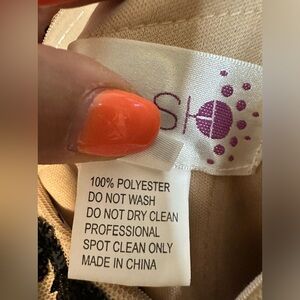 SH
100% POLYESTER
DO NOT WASH
DO NOT DRY CLEAN
PROFESSIONAL
SPOT CLEAN ONLY
MADE IN CHINA